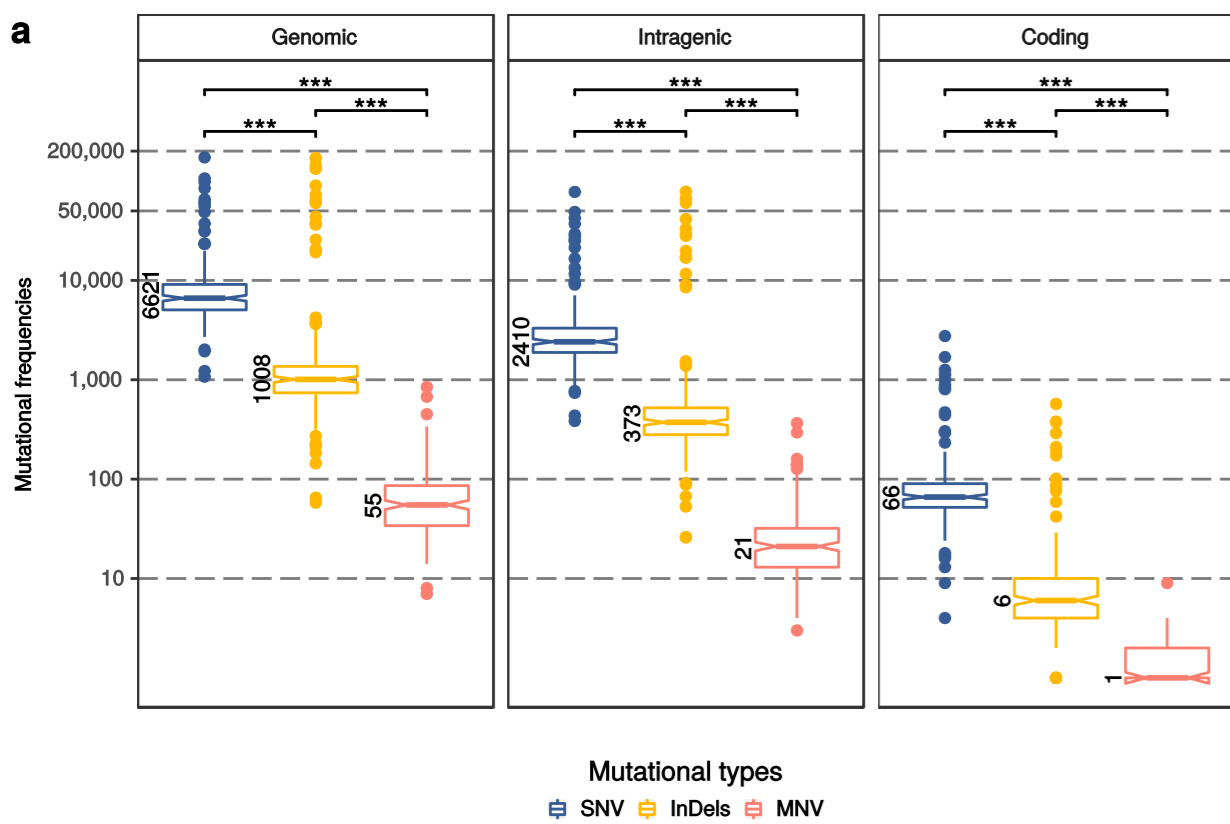 a
Genomic Intragenic Coding
*** *** ***
*** *** ***
*** *** ***
200,000
50,000
10,000
1,000
100
10
Mutational frequencies
6621
1008
55
2410
373
21
66
6
1
Mutational types
SNV InDels MNV